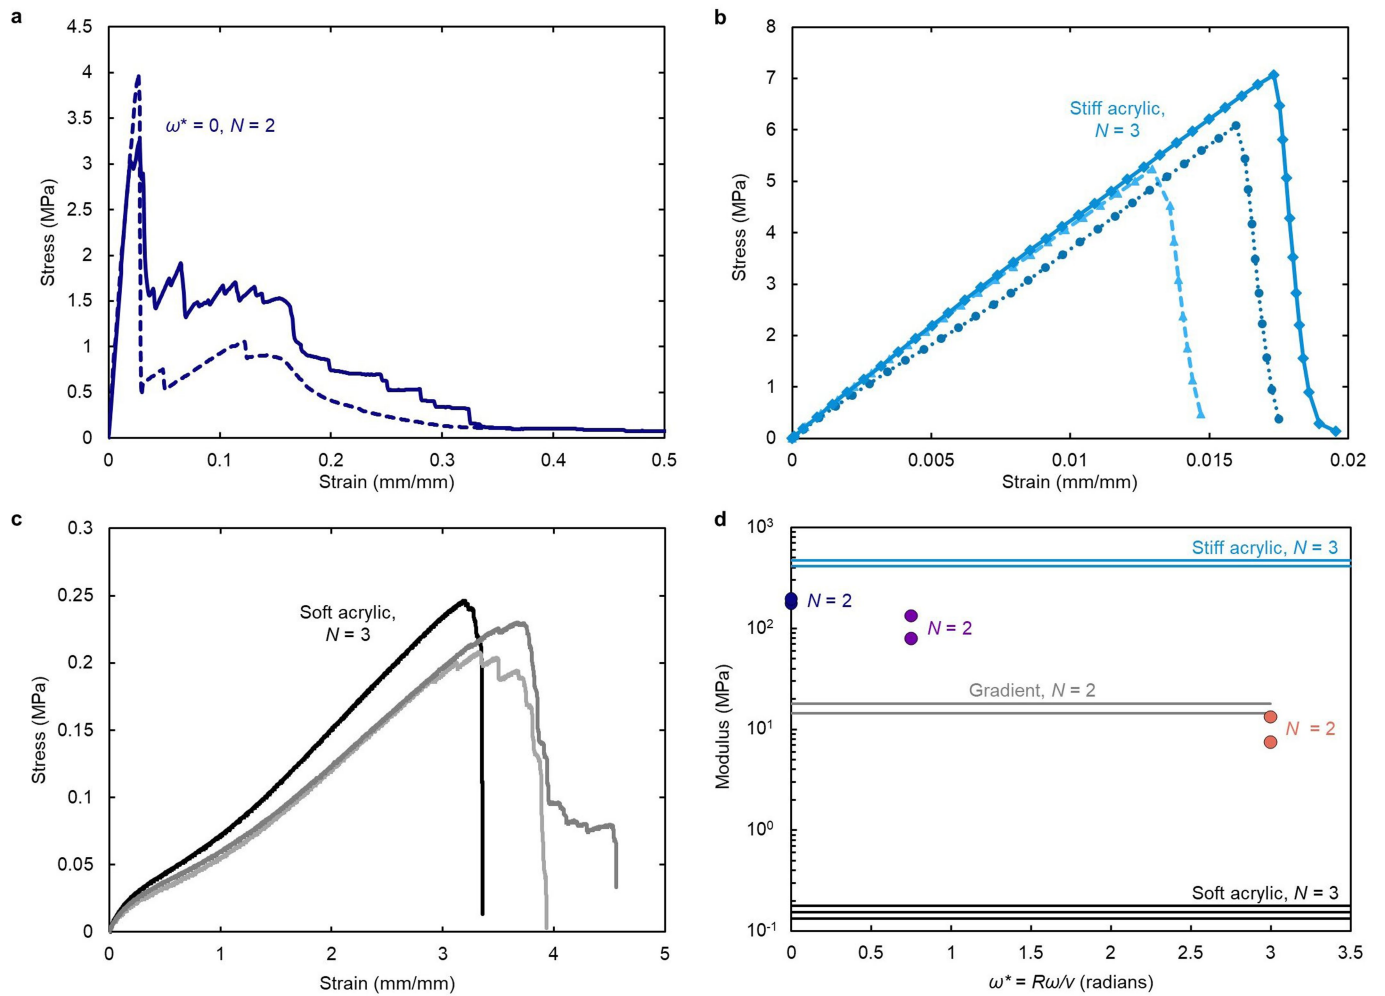 a
4.5
4
3.5
3
2.5
2
1.5
1
0.5
0
Stress (MPa)
ω* = 0, N = 2
0 0.1 0.2 0.3 0.4 0.5
Strain (mm/mm)
b
8
7
6
5
4
3
2
1
0
Stress (MPa)
Stiff acrylic,
N = 3
0 0.005 0.01 0.015 0.02
Strain (mm/mm)
c
0.3
0.25
0.2
0.15
0.1
0.05
0
Stress (MPa)
Soft acrylic,
N = 3
0 1 2 3 4 5
Strain (mm/mm)
d
10³
10²
10¹
10⁰
10⁻¹
Modulus (MPa)
Stiff acrylic, N = 3
N = 2
N = 2
Gradient, N = 2
N = 2
Soft acrylic, N = 3
0 0.5 1 1.5 2 2.5 3 3.5
ω* = Rω/v (radians)